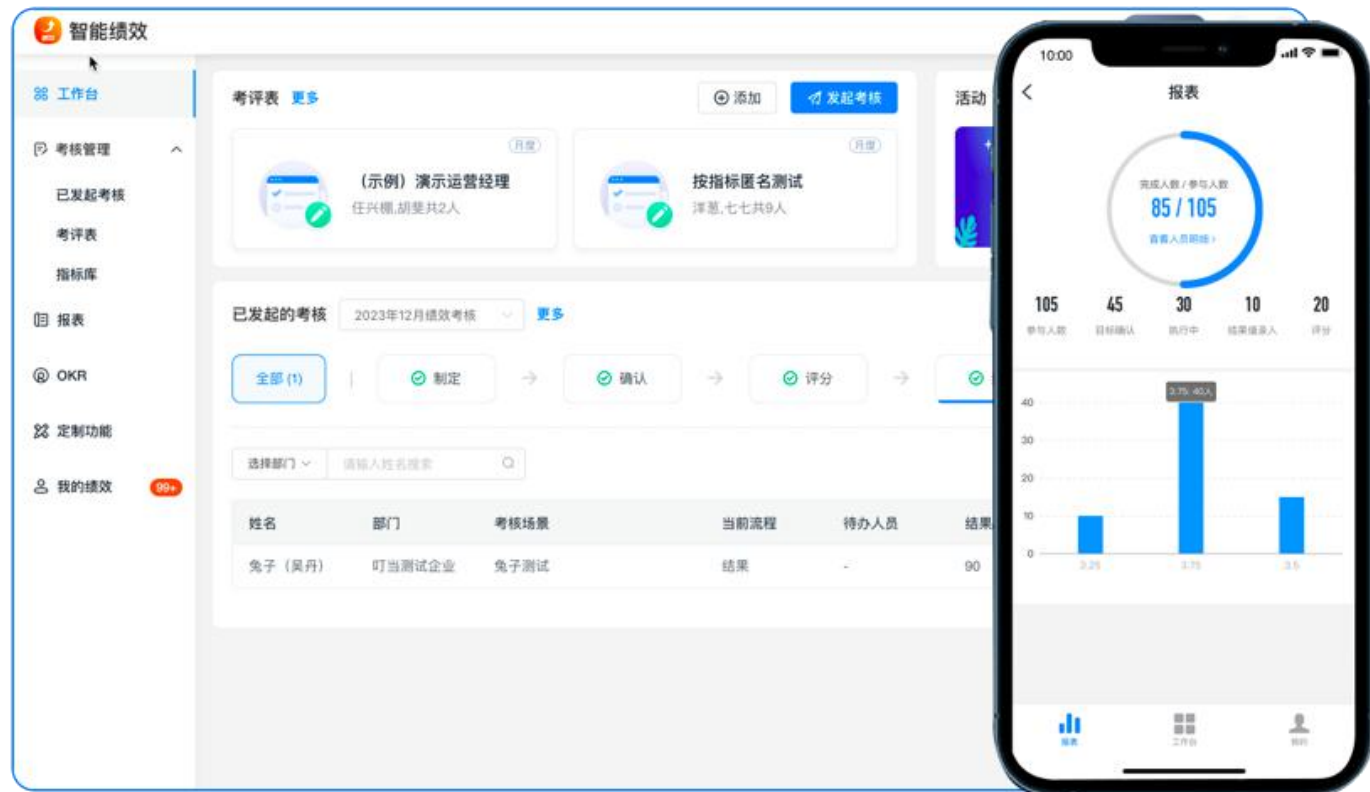 智能绩效
工作台
考核管理
已发起考核
考评表
指标库
报表
OKR
定制功能
我的绩效 99+
考评表 更多 添加 发起考核
月度
(示例)演示运营经理
任兴棚,胡斐共2人
月度
按指标匿名测试
洋葱,七七共9人
活动
已发起的考核 2023年12月绩效考核 更多
全部 (1) 制定 确认 评分
选择部门 请输入姓名搜索
姓名 部门 考核场景 当前流程 待办人员 结果
兔子(吴丹) 叮当测试企业 兔子测试 结果 - 90
10:00
报表
完成人数 / 参与人数
85 / 105
查看人员明细
105 45 30 10 20
参与人数 目标确认 执行中 结果值录入 评分
3.75: 40人
40
30
20
10
0
3.25 3.75 3.5
报表 工作台 我的